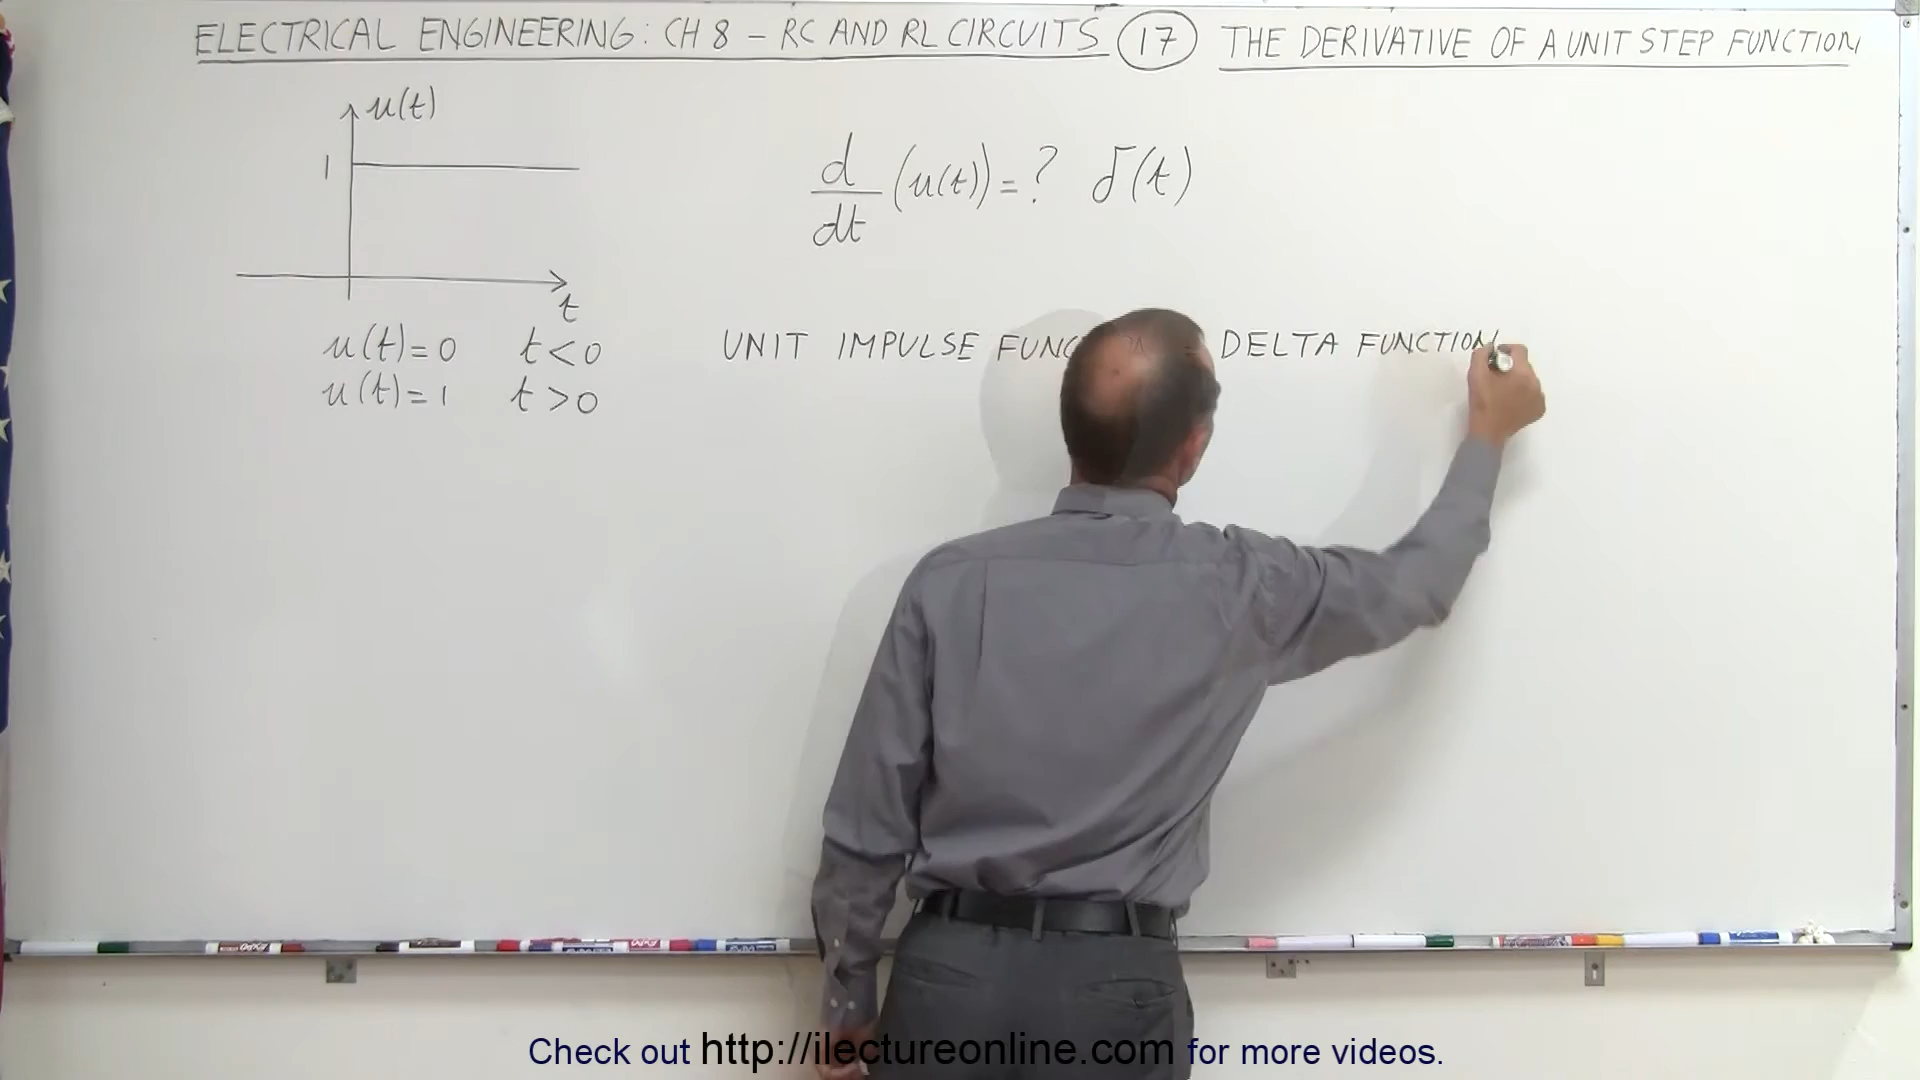 ELECTRICAL ENGINEERING: CH 8 – RC AND RL CIRCUITS 17 THE DERIVATIVE OF A UNIT STEP FUNCTION
u(t)
1
t
d/dt (u(t)) = ? δ(t)
u(t) = 0 t < 0
u(t) = 1 t > 0
UNIT IMPULSE DELTA FUNCTION
Check out http://ilectureonline.com for more videos.